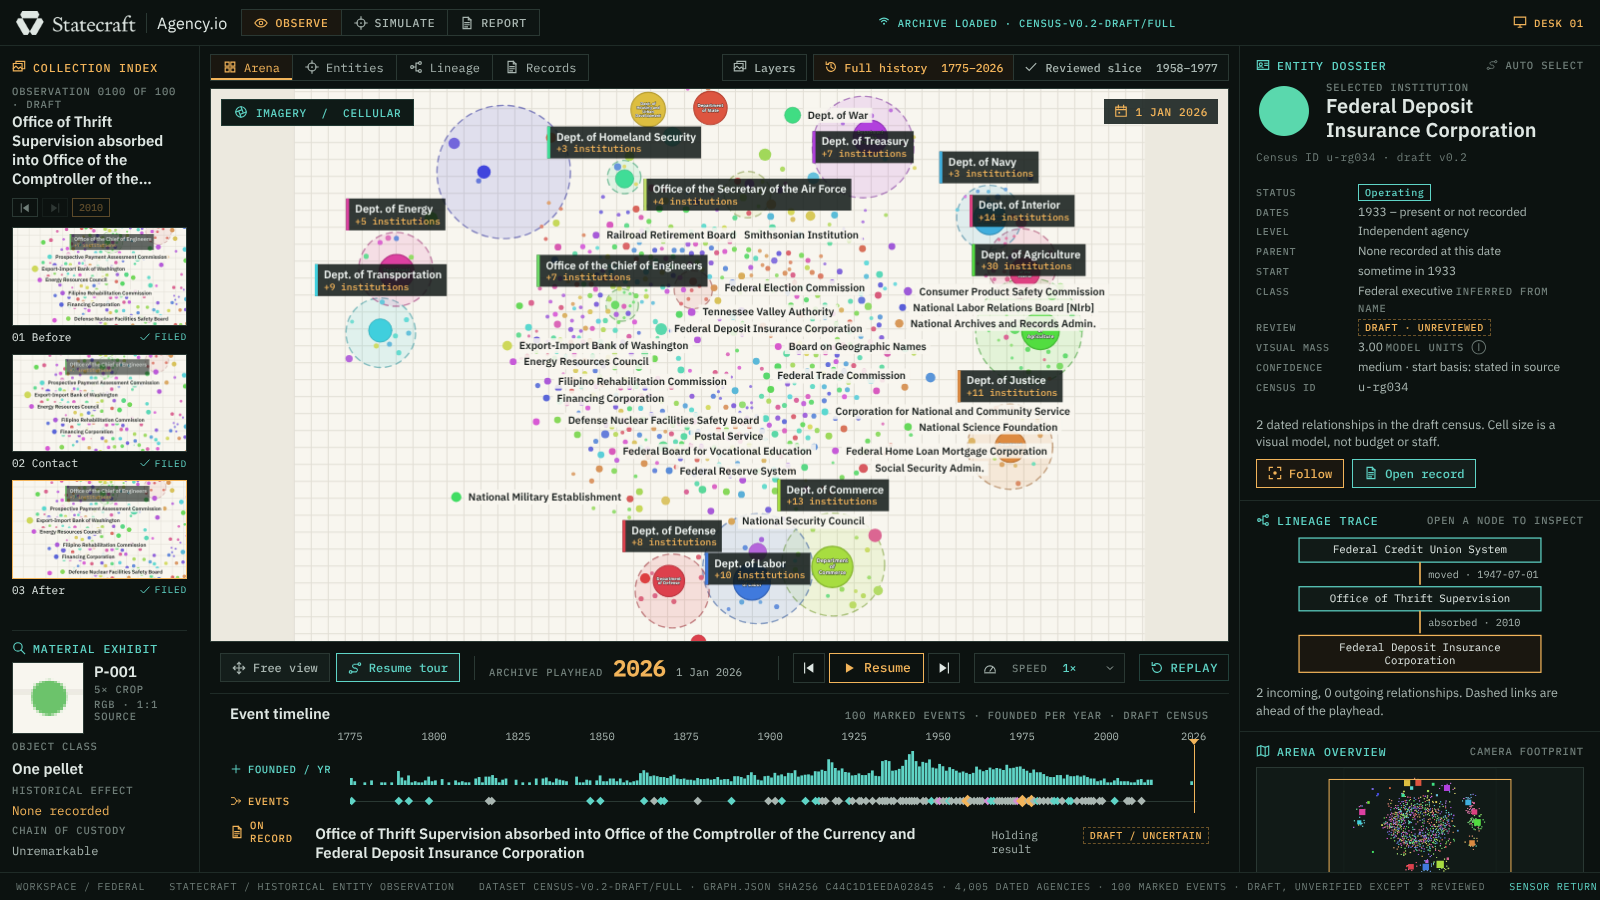 Statecraft
Agency.io
OBSERVE
SIMULATE
REPORT
ARCHIVE LOADED · CENSUS-V0.2-DRAFT/FULL
DESK 01
COLLECTION INDEX
OBSERVATION 0100 OF 100
· DRAFT
Office of Thrift
Supervision absorbed
into Office of the
Comptroller of the...
2010
01 Before
FILED
02 Contact
FILED
03 After
FILED
MATERIAL EXHIBIT
P-001
5× CROP
RGB · 1:1
SOURCE
OBJECT CLASS
One pellet
HISTORICAL EFFECT
None recorded
CHAIN OF CUSTODY
Unremarkable
Arena
Entities
Lineage
Records
Layers
Full history 1775–2026
Reviewed slice 1958–1977
IMAGERY / CELLULAR
1 JAN 2026
Dept. of War
Dept. of Homeland Security
+3 institutions
Dept. of Treasury
+7 institutions
Dept. of Navy
+3 institutions
Office of the Secretary of the Air Force
+4 institutions
Dept. of Energy
+5 institutions
Dept. of Interior
+14 institutions
Railroad Retirement Board
Smithsonian Institution
Dept. of Agriculture
+30 institutions
Office of the Chief of Engineers
+7 institutions
Dept. of Transportation
+9 institutions
Federal Election Commission
Consumer Product Safety Commission
Tennessee Valley Authority
National Labor Relations Board [Nlrb]
Federal Deposit Insurance Corporation
National Archives and Records Admin.
Export-Import Bank of Washington
Board on Geographic Names
Energy Resources Council
Filipino Rehabilitation Commission
Federal Trade Commission
Dept. of Justice
+11 institutions
Financing Corporation
Corporation for National and Community Service
Defense Nuclear Facilities Safety Board
National Science Foundation
Postal Service
Federal Board for Vocational Education
Federal Home Loan Mortgage Corporation
Federal Reserve System
Social Security Admin.
National Military Establishment
Dept. of Commerce
+13 institutions
National Security Council
Dept. of Defense
+8 institutions
Dept. of Labor
+10 institutions
Free view
Resume tour
ARCHIVE PLAYHEAD
2026
1 Jan 2026
Resume
SPEED
1×
REPLAY
Event timeline
100 MARKED EVENTS · FOUNDED PER YEAR · DRAFT CENSUS
1775
1800
1825
1850
1875
1900
1925
1950
1975
2000
2026
FOUNDED / YR
EVENTS
ON
RECORD
Office of Thrift Supervision absorbed into Office of the Comptroller of the Currency and
Federal Deposit Insurance Corporation
Holding
result
DRAFT / UNCERTAIN
ENTITY DOSSIER
AUTO SELECT
SELECTED INSTITUTION
Federal Deposit
Insurance Corporation
Census ID u-rg034 · draft v0.2
STATUS
Operating
DATES
1933 – present or not recorded
LEVEL
Independent agency
PARENT
None recorded at this date
START
sometime in 1933
CLASS
Federal executive INFERRED FROM
NAME
REVIEW
DRAFT · UNREVIEWED
VISUAL MASS
3.00 MODEL UNITS
CONFIDENCE
medium · start basis: stated in source
CENSUS ID
u-rg034
2 dated relationships in the draft census. Cell size is a
visual model, not budget or staff.
Follow
Open record
LINEAGE TRACE
OPEN A NODE TO INSPECT
Federal Credit Union System
moved · 1947-07-01
Office of Thrift Supervision
absorbed · 2010
Federal Deposit Insurance
Corporation
2 incoming, 0 outgoing relationships. Dashed links are
ahead of the playhead.
ARENA OVERVIEW
CAMERA FOOTPRINT
WORKSPACE / FEDERAL
STATECRAFT / HISTORICAL ENTITY OBSERVATION
DATASET CENSUS-V0.2-DRAFT/FULL · GRAPH.JSON SHA256 C44C1D1EEDA02845 · 4,005 DATED AGENCIES · 100 MARKED EVENTS · DRAFT, UNVERIFIED EXCEPT 3 REVIEWED
SENSOR RETURN